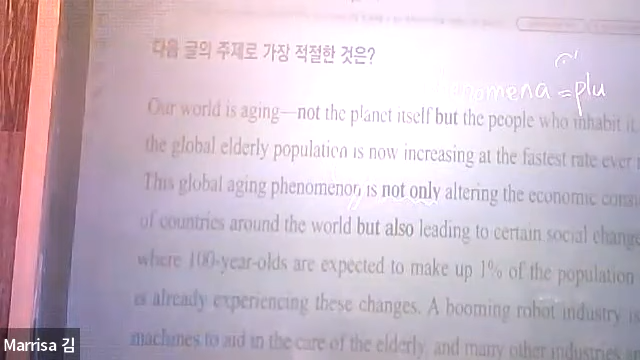 다음 글의 주제로 가장 적절한 것은?
= plu
Our world is aging—not the planet itself but the people who inhabit it.
the global elderly population is now increasing at the fastest rate ever
This global aging phenomenon is not only altering the economic
of countries around the world but also leading to certain social
where 100-year-olds are expected to make up 1% of the population
is already experiencing these changes. A booming robot industry is
machines to aid in the care of the elderly, and many other industries
Marrisa 김